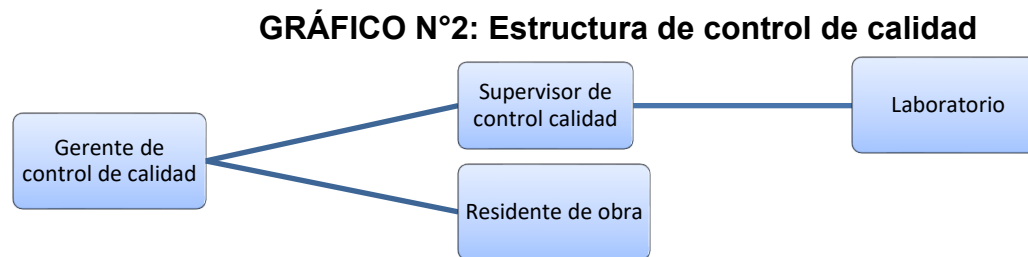 GRÁFICO N°2: Estructura de control de calidad
Supervisor de
control calidad
Laboratorio
Gerente de
control de calidad
Residente de obra